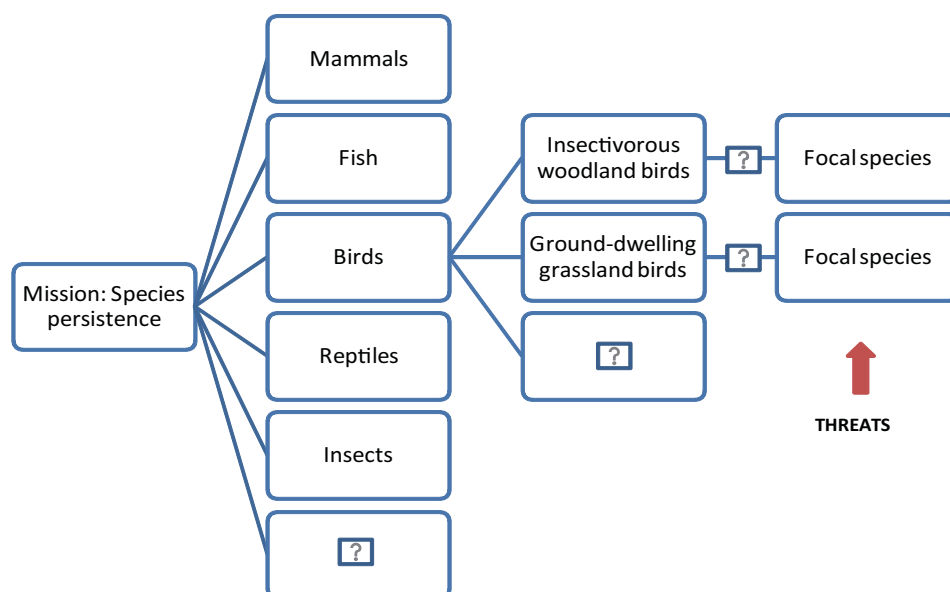 Mammals
Fish
Insectivorous
woodland birds
?
Focal species
Birds
Ground-dwelling
grassland birds
?
Focal species
Mission: Species
persistence
Reptiles
?
THREATS
Insects
?